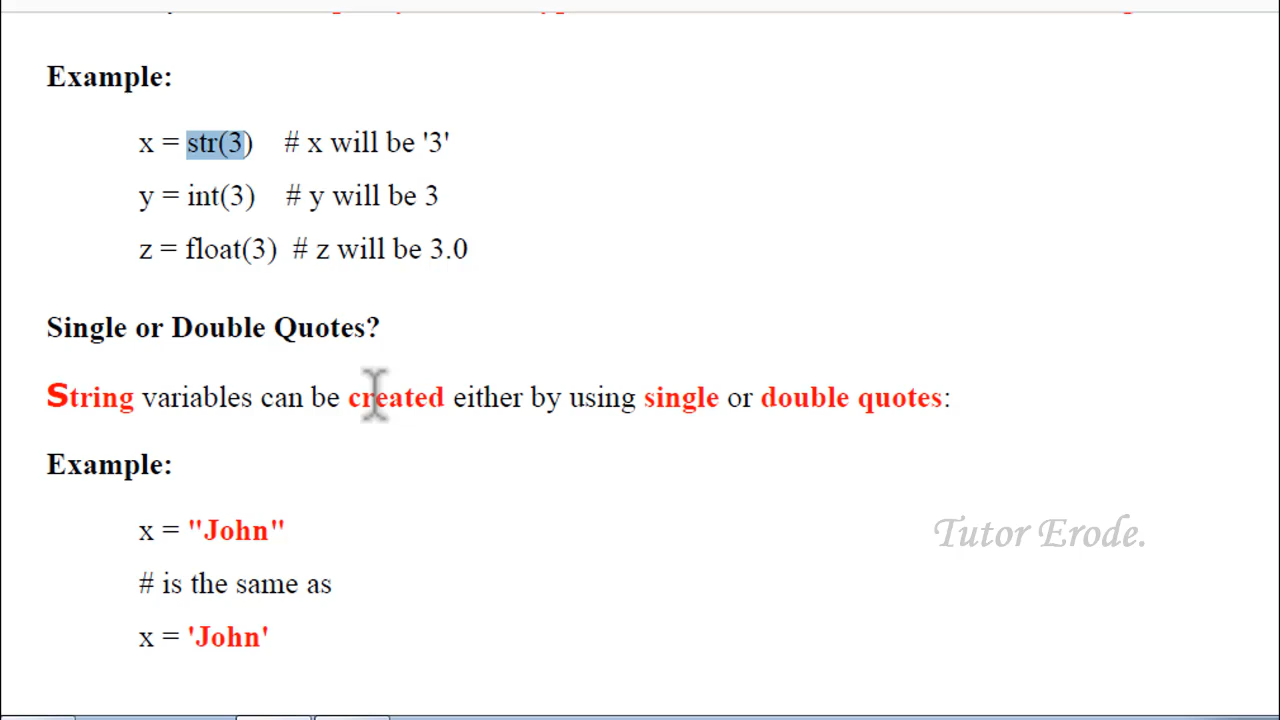 Example:
x = str(3) # x will be '3'
y = int(3) # y will be 3
z = float(3) # z will be 3.0
Single or Double Quotes?
String variables can be created either by using single or double quotes:
Example:
x = "John"
Tutor Erode.
# is the same as
x = 'John'